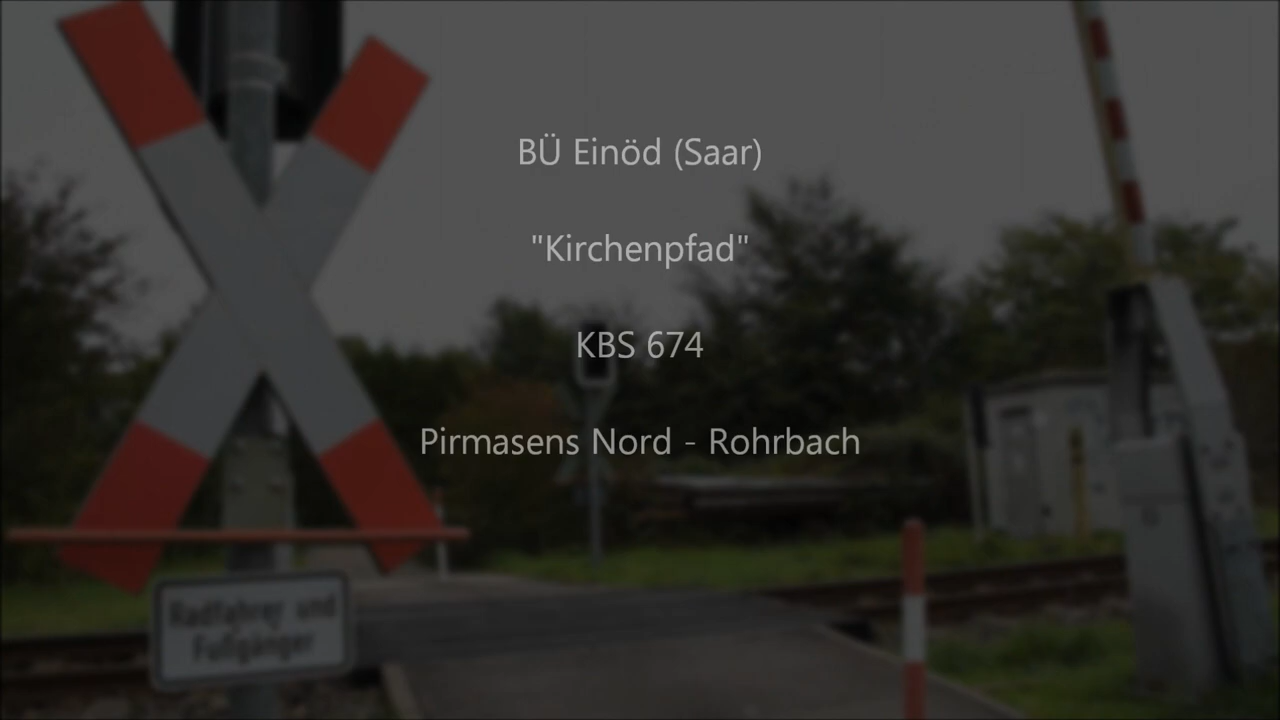 BÜ Einöd (Saar)
"Kirchenpfad"
KBS 674
Pirmasens Nord - Rohrbach
Radfahrer und
Fußgänger